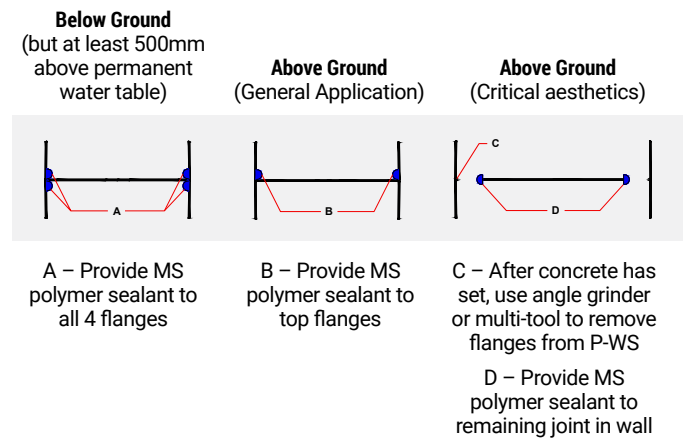 Below Ground
(but at least 500mm
above permanent
water table)
Above Ground
(General Application)
Above Ground
(Critical aesthetics)
A
B
C
D
A – Provide MS
polymer sealant to
all 4 flanges
B – Provide MS
polymer sealant to
top flanges
C – After concrete has
set, use angle grinder
or multi-tool to remove
flanges from P-WS
D – Provide MS
polymer sealant to
remaining joint in wall